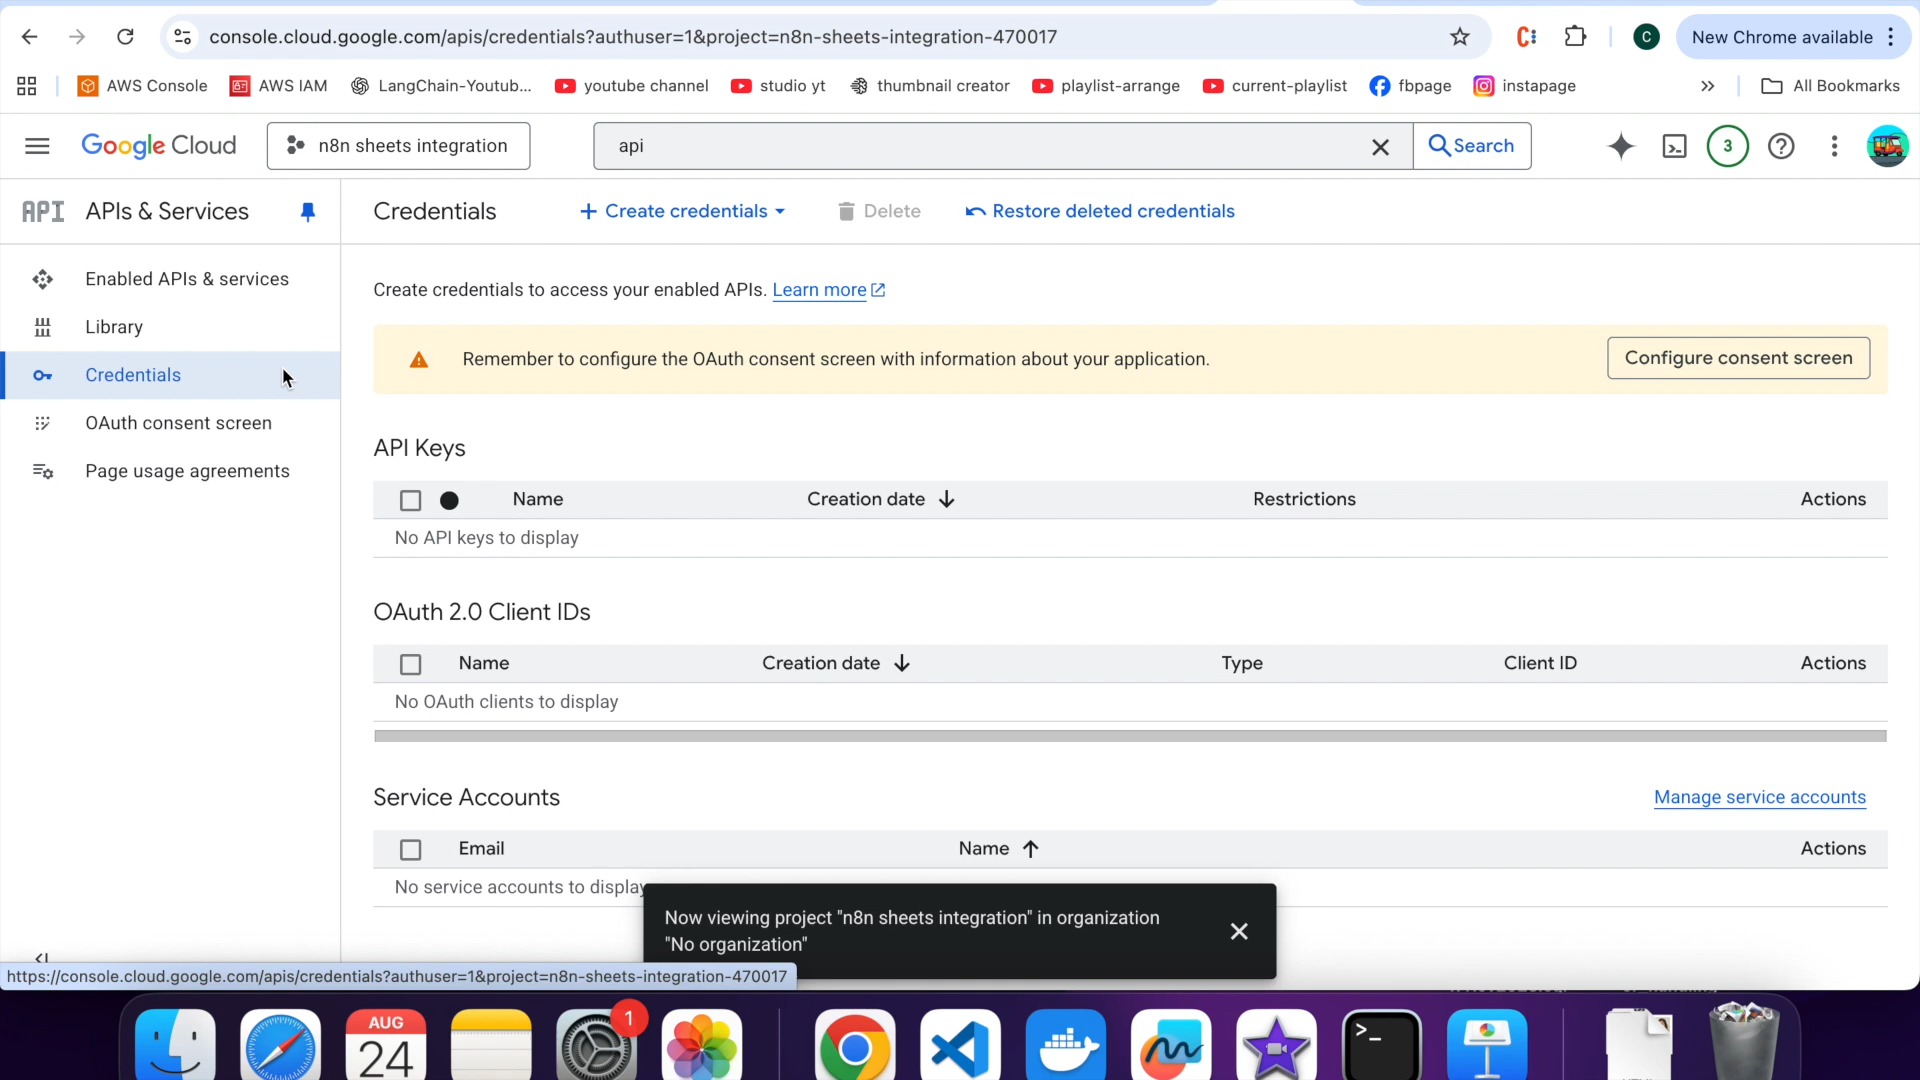 console.cloud.google.com/apis/credentials?authuser=1&project=n8n-sheets-integration-470017
C
New Chrome available
AWS Console
AWS IAM
LangChain-Youtub...
youtube channel
studio yt
thumbnail creator
playlist-arrange
current-playlist
fbpage
instapage
All Bookmarks
Google Cloud
n8n sheets integration
api
Search
3
API APIs & Services
Credentials
Create credentials
Delete
Restore deleted credentials
Enabled APIs & services
Library
Credentials
OAuth consent screen
Page usage agreements
Create credentials to access your enabled APIs. Learn more
Remember to configure the OAuth consent screen with information about your application.
Configure consent screen
API Keys
Name Creation date Restrictions Actions
No API keys to display
OAuth 2.0 Client IDs
Name Creation date Type Client ID Actions
No OAuth clients to display
Service Accounts
Manage service accounts
Email Name Actions
No service accounts to display
Now viewing project "n8n sheets integration" in organization
"No organization"
https://console.cloud.google.com/apis/credentials?authuser=1&project=n8n-sheets-integration-470017
AUG
24
1